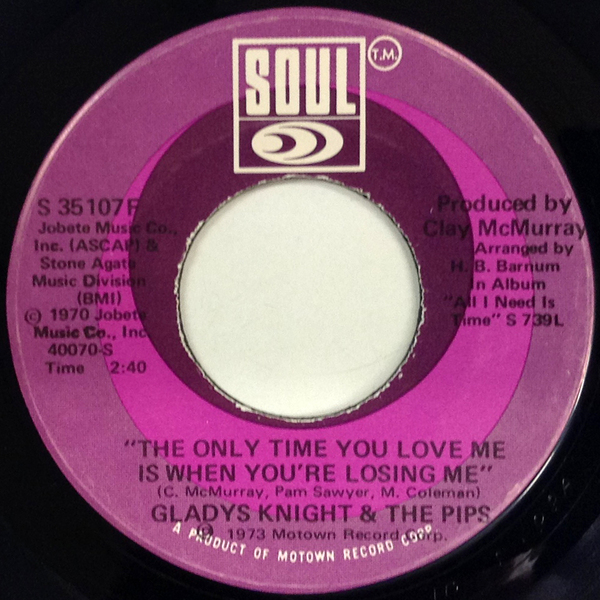 SOUL
T.M.
S 35107F
Jobete Music Co.,
Inc. (ASCAP) &
Stone Agate
Music Division
(BMI)
© 1970 Jobete
Music Co., Inc.
40070-S
Time 2:40
Produced by
Clay McMurray
Arranged by
H. B. Barnum
In Album
"All I Need Is
Time" S 739L
"THE ONLY TIME YOU LOVE ME
IS WHEN YOU'RE LOSING ME"
(C. McMurray, Pam Sawyer, M. Coleman)
GLADYS KNIGHT & THE PIPS
℗ 1973 Motown Record Corp.
A PRODUCT OF MOTOWN RECORD CORP